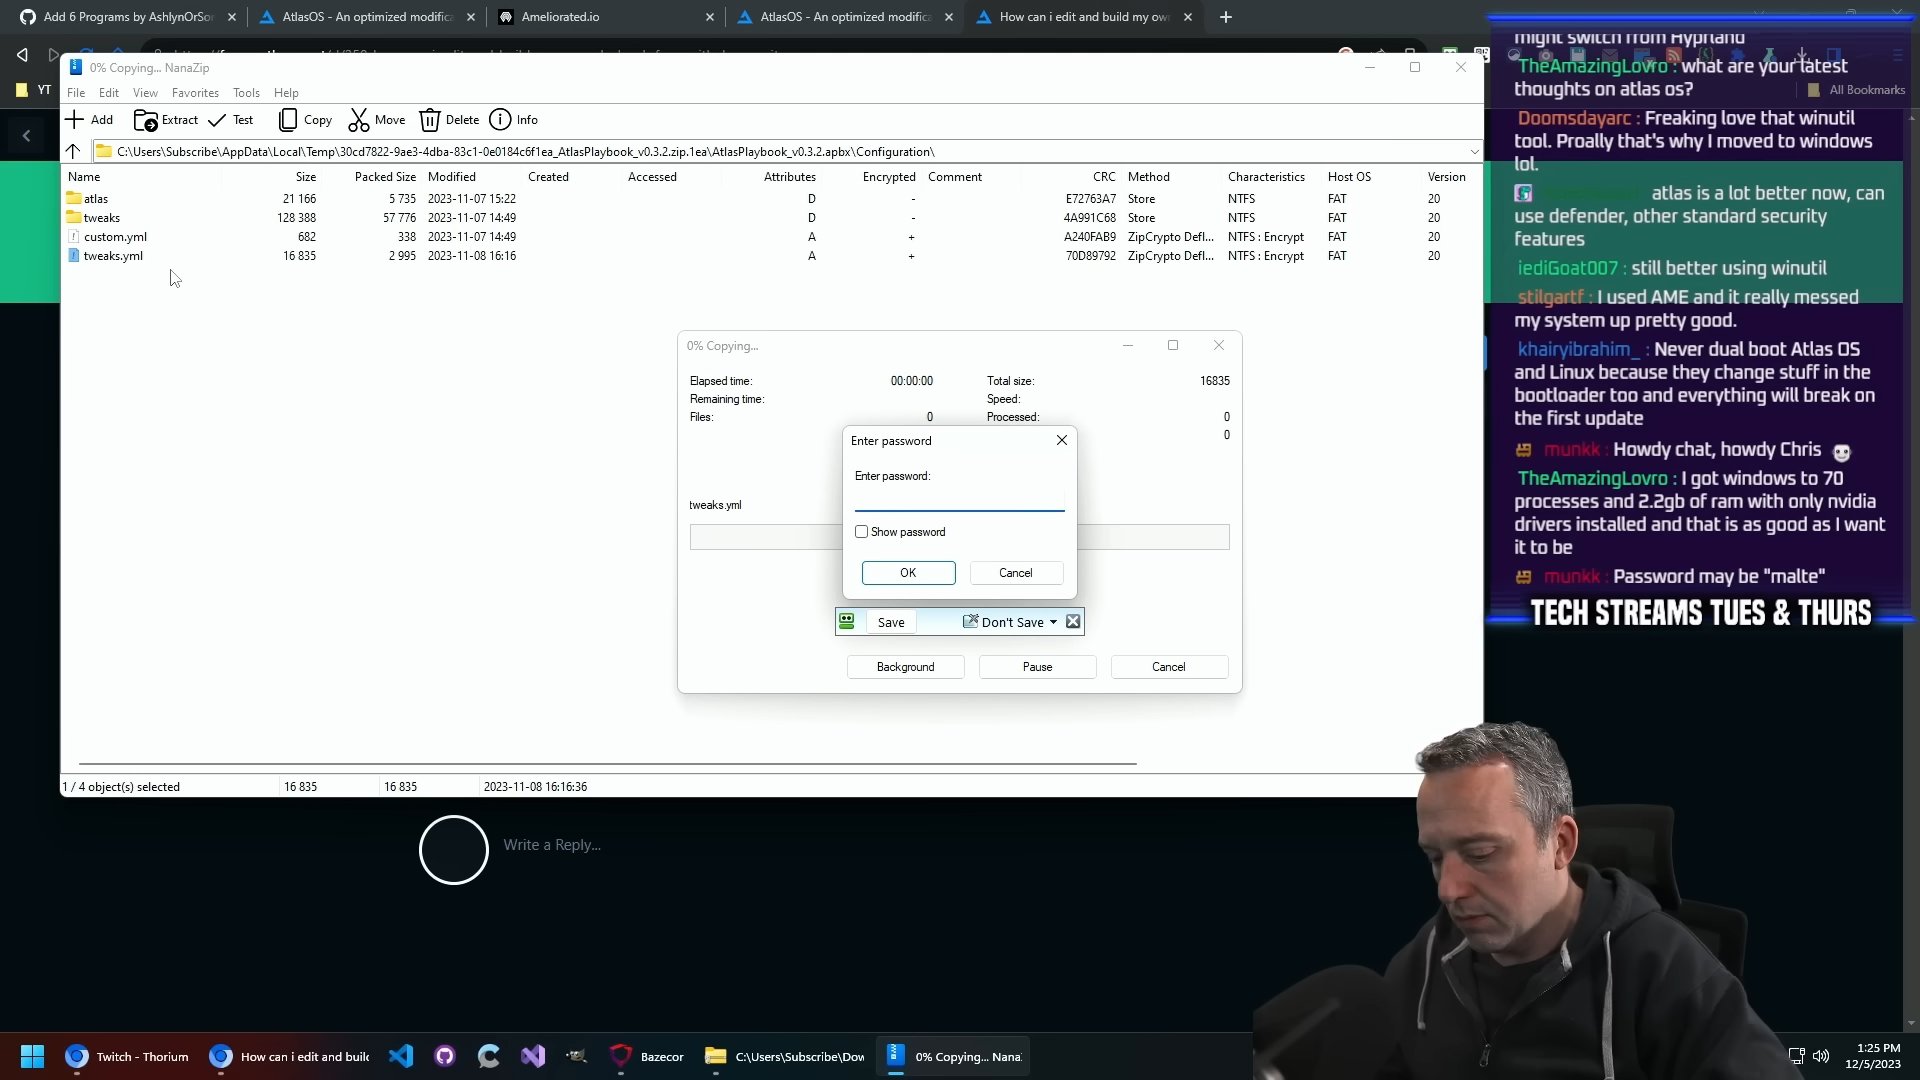 Add 6 Programs by AshlynOrSor
AtlasOS - An optimized modifica
Ameliorated.io
AtlasOS - An optimized modifica
How can i edit and build my own
YT
All Bookmarks
0% Copying... NanaZip
File Edit View Favorites Tools Help
Add Extract Test Copy Move Delete Info
C:\Users\Subscribe\AppData\Local\Temp\30cd7822-9ae3-4dba-83c1-0e0184c6f1ea_AtlasPlaybook_v0.3.2.zip.1ea\AtlasPlaybook_v0.3.2.apbx\Configuration\
Name Size Packed Size Modified Created Accessed Attributes Encrypted Comment CRC Method Characteristics Host OS Version
atlas 21 166 5 735 2023-11-07 15:22 D - E72763A7 Store NTFS FAT 20
tweaks 128 388 57 776 2023-11-07 14:49 D - 4A991C68 Store NTFS FAT 20
custom.yml 682 338 2023-11-07 14:49 A + A240FAB9 ZipCrypto Defl... NTFS : Encrypt FAT 20
tweaks.yml 16 835 2 995 2023-11-08 16:16 A + 70D89792 ZipCrypto Defl... NTFS : Encrypt FAT 20
0% Copying...
Elapsed time: 00:00:00 Total size: 16835
Remaining time: Speed:
Files: 0 Processed: 0
0
tweaks.yml
Enter password
Enter password:
Show password
OK Cancel
Save Don't Save
Background Pause Cancel
1 / 4 object(s) selected 16 835 16 835 2023-11-08 16:16:36
Write a Reply...
might switch from Hyprland
TheAmazingLovro : what are your latest
thoughts on atlas os?
Doomsdayarc : Freaking love that winutil
tool. Proally that's why I moved to windows
lol.
atlas is a lot better now, can
use defender, other standard security
features
iediGoat007 : still better using winutil
stilgartf : I used AME and it really messed
my system up pretty good.
khairyibrahim_ : Never dual boot Atlas OS
and Linux because they change stuff in the
bootloader too and everything will break on
the first update
munkk : Howdy chat, howdy Chris
TheAmazingLovro : I got windows to 70
processes and 2.2gb of ram with only nvidia
drivers installed and that is as good as I want
it to be
munkk : Password may be "malte"
TECH STREAMS TUES & THURS
Twitch - Thorium
How can i edit and build
Bazecor
C:\Users\Subscribe\Dow
0% Copying... Nana
1:25 PM
12/5/2023